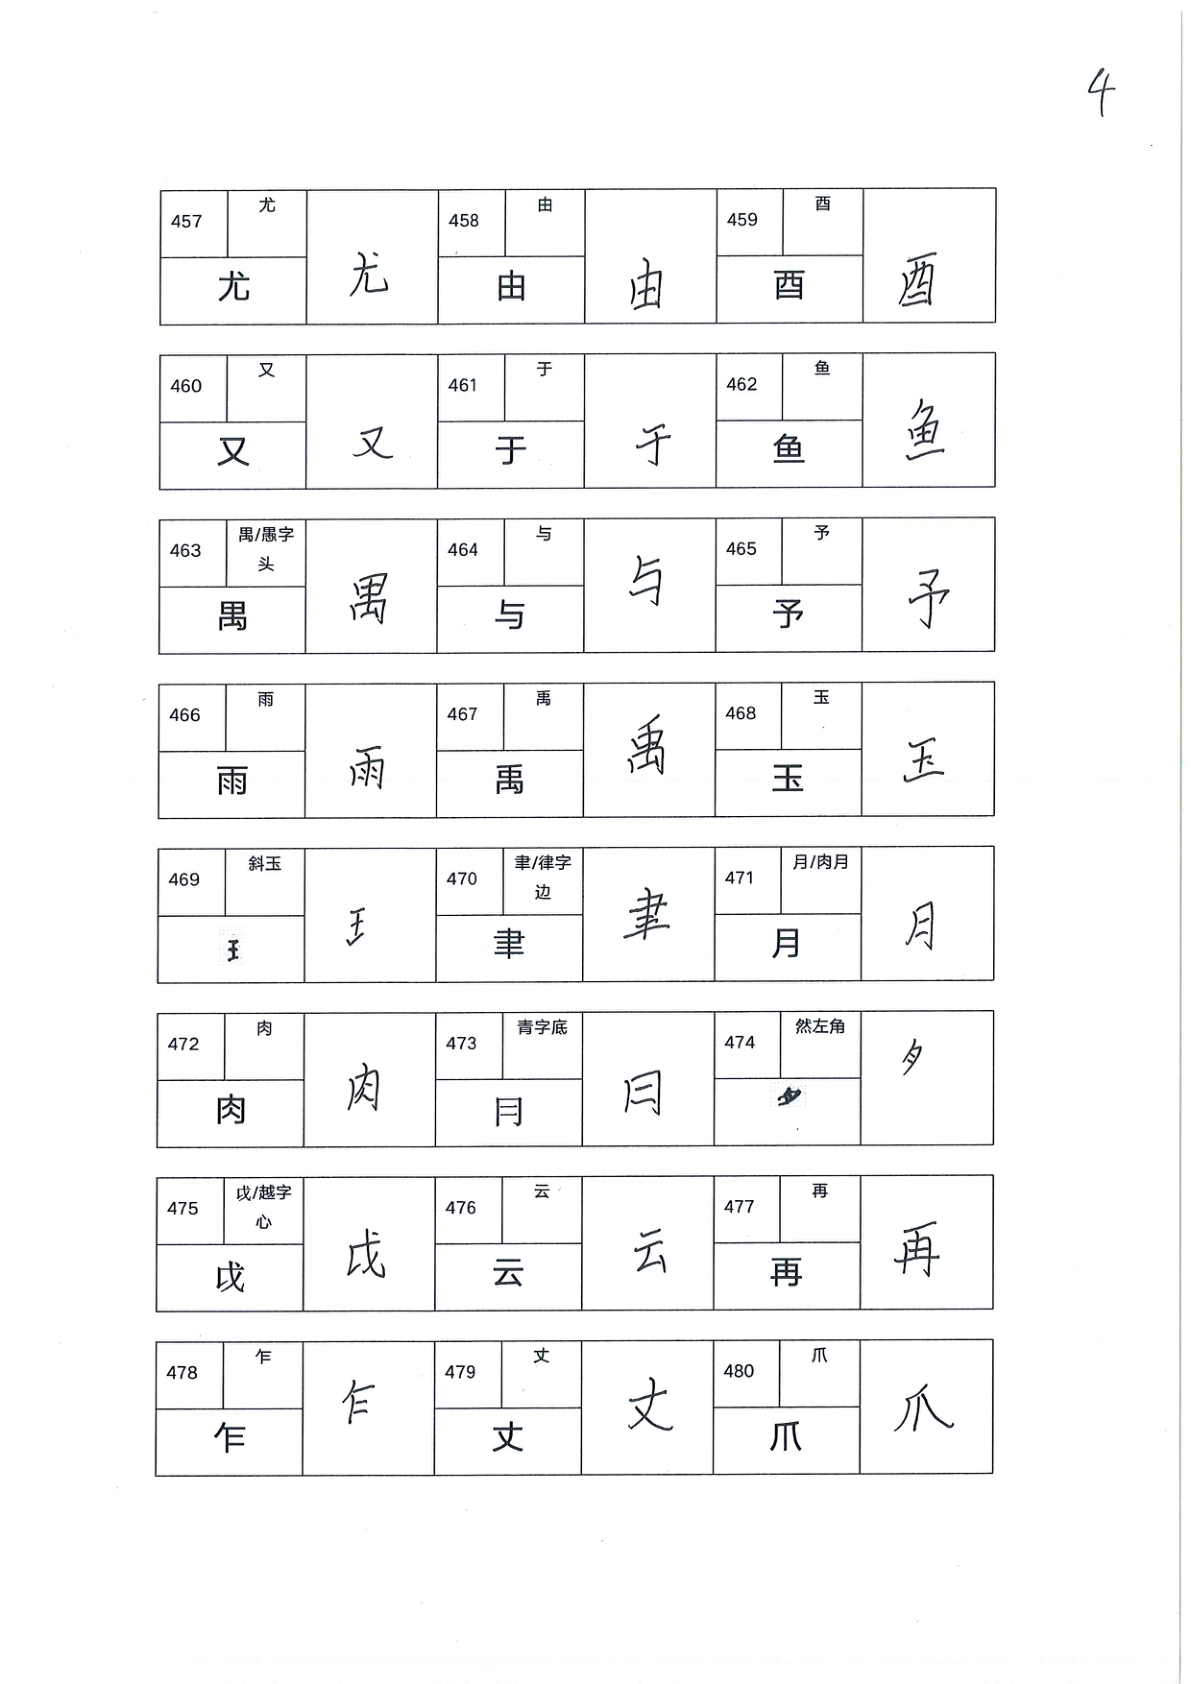 4
457 尤 458 由 459 酉
尤 尤 由 由 酉 酉
460 又 461 于 462 鱼
又 又 于 于 鱼 鱼
463 禺/愚字头 464 与 465 予
禺 禺 与 与 予 予
466 雨 467 禹 468 玉
雨 雨 禹 禹 玉 玉
469 斜玉 470 聿/律字边 471 月/肉月
𤣩 𤣩 聿 聿 月 月
472 肉 473 青字底 474 然左角
肉 肉 円 円
475 戉/越字心 476 云 477 再
戉 戉 云 云 再 再
478 乍 479 丈 480 爪
乍 乍 丈 丈 爪 爪